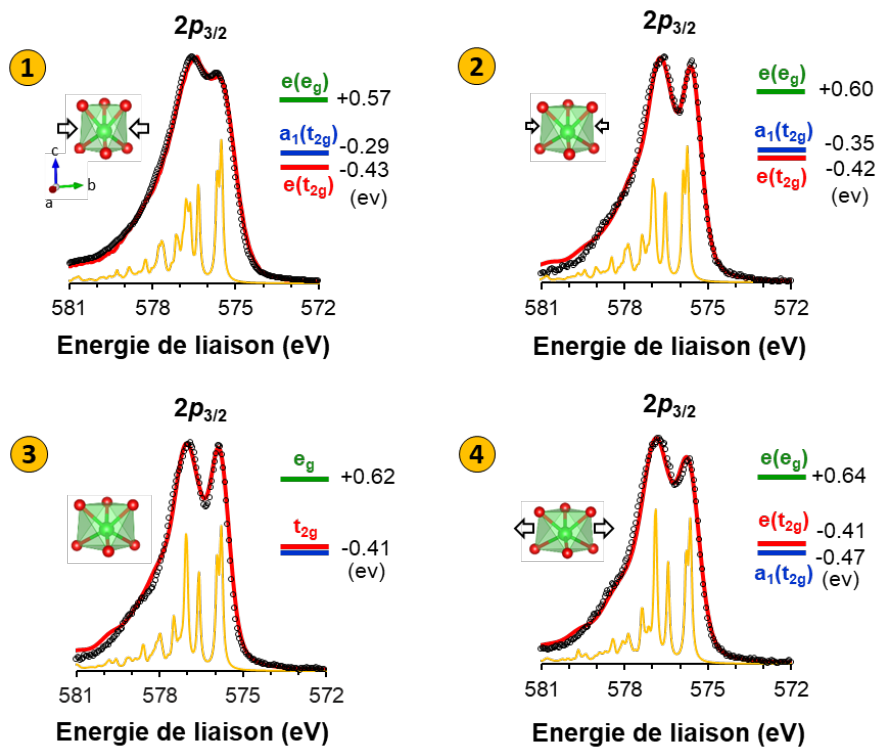 1
2p3/2
c
b
a
e(eg)
+0.57
a1(t2g)
-0.29
-0.43
e(t2g)
(ev)
581
578
575
572
Energie de liaison (eV)
2
2p3/2
e(eg)
+0.60
a1(t2g)
-0.35
-0.42
e(t2g)
(ev)
581
578
575
572
Energie de liaison (eV)
3
2p3/2
eg
+0.62
t2g
-0.41
(ev)
581
578
575
572
Energie de liaison (eV)
4
2p3/2
e(eg)
+0.64
e(t2g)
-0.41
-0.47
a1(t2g)
(ev)
581
578
575
572
Energie de liaison (eV)